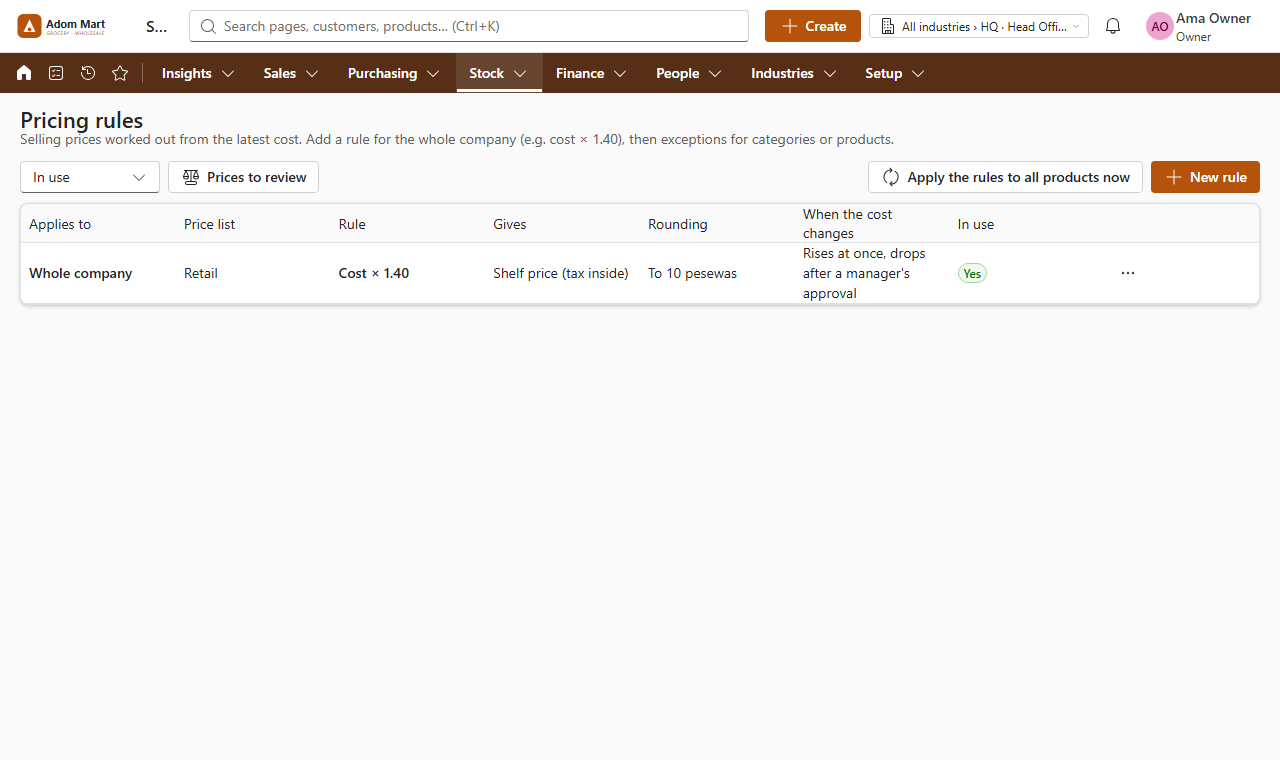 Adom Mart
GROCERY · WHOLESALE
S...
Search pages, customers, products... (Ctrl+K)
Create
All industries › HQ · Head Offi...
AO
Ama Owner
Owner
Insights
Sales
Purchasing
Stock
Finance
People
Industries
Setup
Pricing rules
Selling prices worked out from the latest cost. Add a rule for the whole company (e.g. cost × 1.40), then exceptions for categories or products.
In use
Prices to review
Apply the rules to all products now
New rule
Applies to
Price list
Rule
Gives
Rounding
When the cost
changes
In use
Whole company
Retail
Cost × 1.40
Shelf price (tax inside)
To 10 pesewas
Rises at once, drops
after a manager's
approval
Yes